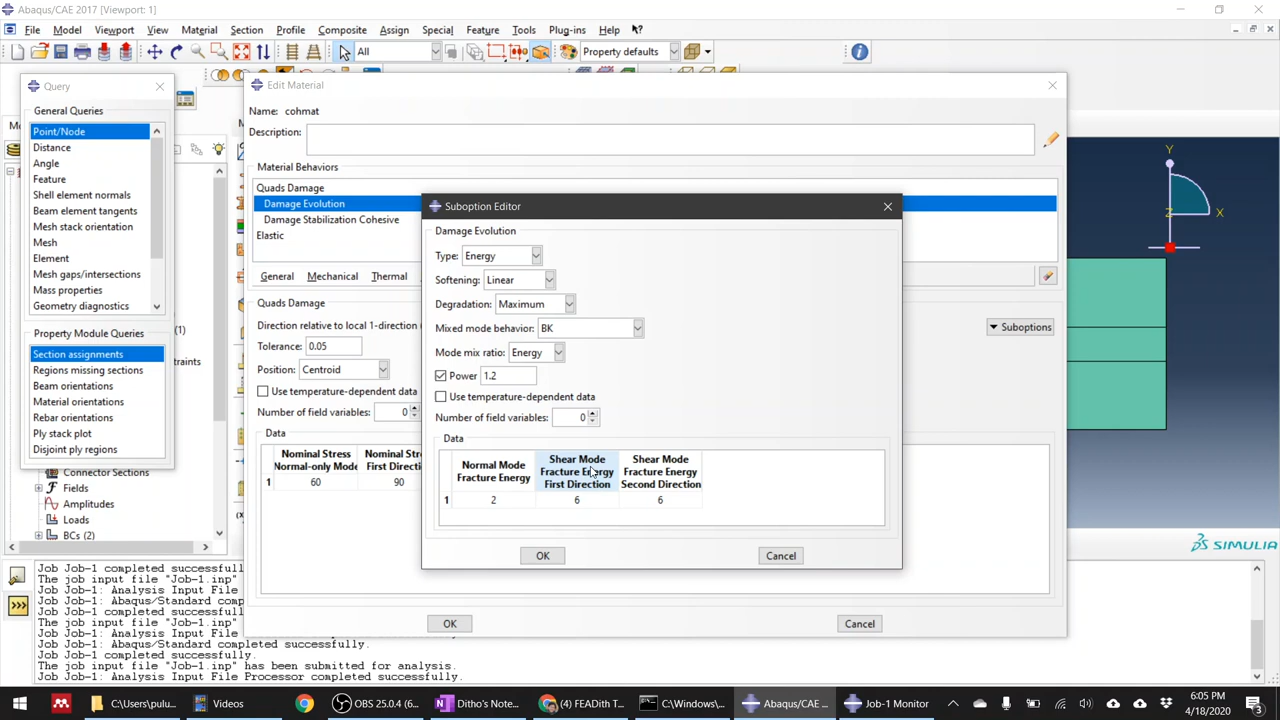 Abaqus/CAE 2017 [Viewport: 1]
File Model Viewport View Material Section Profile Composite Assign Special Feature Tools Plug-ins Help
All
Property defaults
Query
General Queries
Point/Node
Distance
Angle
Feature
Shell element normals
Beam element tangents
Mesh stack orientation
Mesh
Element
Mesh gaps/intersections
Mass properties
Geometry diagnostics
Property Module Queries
Section assignments
Regions missing sections
Beam orientations
Material orientations
Rebar orientations
Ply stack plot
Disjoint ply regions
Connector Sections
Fields
Amplitudes
Loads
BCs (2)
Edit Material
Name: cohmat
Description:
Material Behaviors
Quads Damage
Damage Evolution
Damage Stabilization Cohesive
Elastic
General Mechanical Thermal
Quads Damage
Direction relative to local 1-direction
Tolerance: 0.05
Position: Centroid
Use temperature-dependent data
Number of field variables: 0
Suboptions
Data
Nominal Stress
Normal-only Mode
First Directi
1 60 90
OK Cancel
Suboption Editor
Damage Evolution
Type: Energy
Softening: Linear
Degradation: Maximum
Mixed mode behavior: BK
Mode mix ratio: Energy
Power 1.2
Use temperature-dependent data
Number of field variables: 0
Data
Normal Mode
Fracture Energy
Shear Mode
Fracture Energy
First Direction
Shear Mode
Fracture Energy
Second Direction
1 2 6 6
OK Cancel
Y
Z X
SIMULIA
Job Job-1 completed successfully.
The job input file "Job-1.inp"
Job Job-1: Analysis Input File
Job Job-1: Abaqus/Standard comp
Job Job-1 completed successfull
The job input file "Job-1.inp"
Job Job-1: Analysis Input File
Job Job-1: Abaqus/Standard completed successfully.
Job Job-1 completed successfully.
The job input file "Job-1.inp" has been submitted for analysis.
Job Job-1: Analysis Input File Processor completed successfully.
C:\Users\pulu... Videos OBS 25.0.4 (6... Ditho's Note... (4) FEADith T... C:\Windows\... Abaqus/CAE ... Job-1 Monitor
6:05 PM
4/18/2020